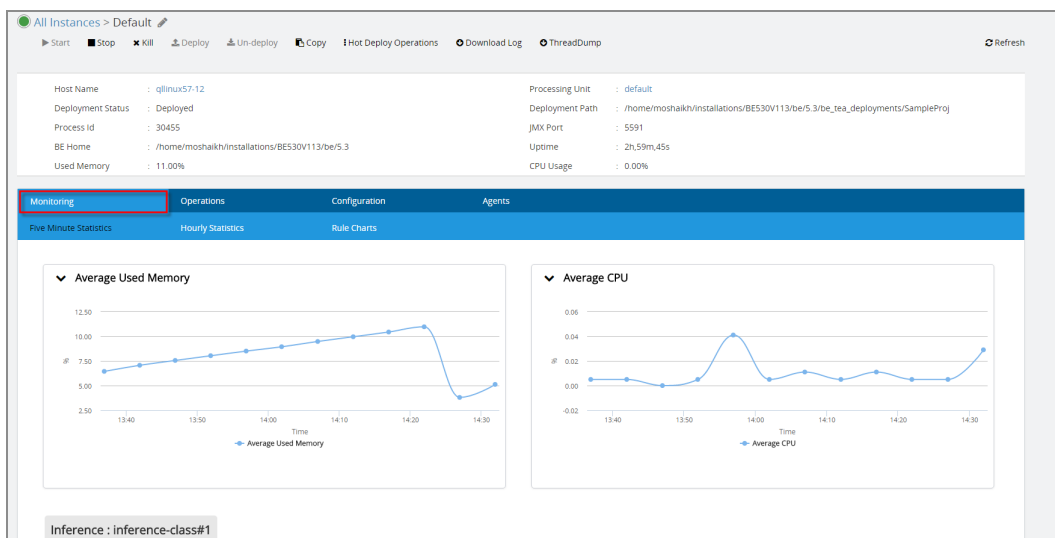 All Instances > Default
Start Stop Kill Deploy Un-deploy Copy Hot Deploy Operations Download Log ThreadDump Refresh
Host Name : qllinux57-12 Processing Unit : default
Deployment Status : Deployed Deployment Path : /home/moshaikh/installations/BE530V113/be/5.3/be_tea_deployments/SampleProj
Process Id : 30455 JMX Port : 5591
BE Home : /home/moshaikh/installations/BE530V113/be/5.3 Uptime : 2h,59m,45s
Used Memory : 11.00% CPU Usage : 0.00%
Monitoring Operations Configuration Agents
Five Minute Statistics Hourly Statistics Rule Charts
Average Used Memory
12.50
10.00
7.50
5.00
2.50
%
13:40 13:50 14:00 14:10 14:20 14:30
Time
Average Used Memory
Average CPU
0.06
0.04
0.02
0.00
-0.02
%
13:40 13:50 14:00 14:10 14:20 14:30
Time
Average CPU
Inference : inference-class#1